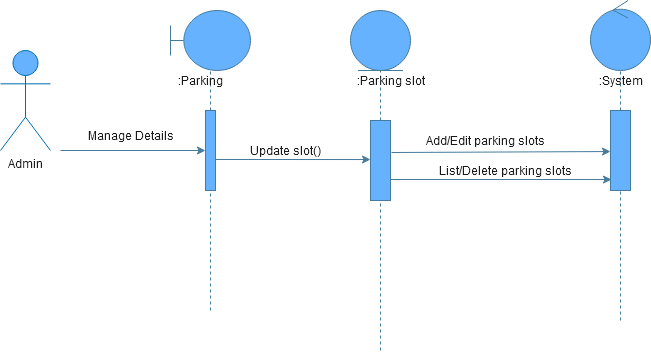 :Parking
:Parking slot
:System
Manage Details
Admin
Update slot()
Add/Edit parking slots
List/Delete parking slots